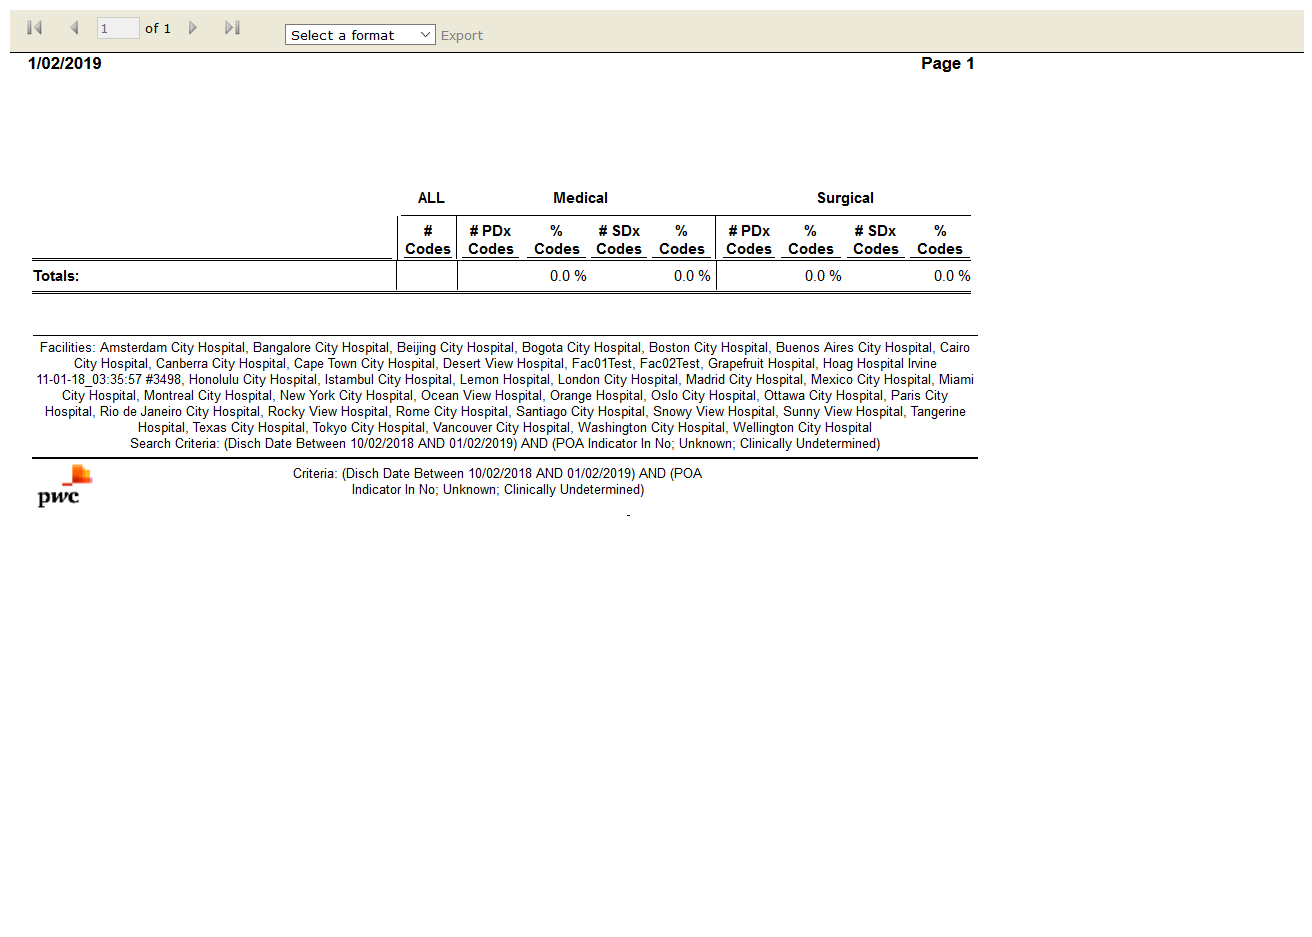 1 of 1 Select a format Export
1/02/2019 Page 1
ALL Medical Surgical
# # PDx % # SDx % # PDx % # SDx %
Codes Codes Codes Codes Codes Codes Codes Codes Codes
Totals: 0.0 % 0.0 % 0.0 % 0.0 %
Facilities: Amsterdam City Hospital, Bangalore City Hospital, Beijing City Hospital, Bogota City Hospital, Boston City Hospital, Buenos Aires City Hospital, Cairo
City Hospital, Canberra City Hospital, Cape Town City Hospital, Desert View Hospital, Fac01Test, Fac02Test, Grapefruit Hospital, Hoag Hospital Irvine
11-01-18_03:35:57 #3498, Honolulu City Hospital, Istambul City Hospital, Lemon Hospital, London City Hospital, Madrid City Hospital, Mexico City Hospital, Miami
City Hospital, Montreal City Hospital, New York City Hospital, Ocean View Hospital, Orange Hospital, Oslo City Hospital, Ottawa City Hospital, Paris City
Hospital, Rio de Janeiro City Hospital, Rocky View Hospital, Rome City Hospital, Santiago City Hospital, Snowy View Hospital, Sunny View Hospital, Tangerine
Hospital, Texas City Hospital, Tokyo City Hospital, Vancouver City Hospital, Washington City Hospital, Wellington City Hospital
Search Criteria: (Disch Date Between 10/02/2018 AND 01/02/2019) AND (POA Indicator In No; Unknown; Clinically Undetermined)
pwc
Criteria: (Disch Date Between 10/02/2018 AND 01/02/2019) AND (POA
Indicator In No; Unknown; Clinically Undetermined)
-